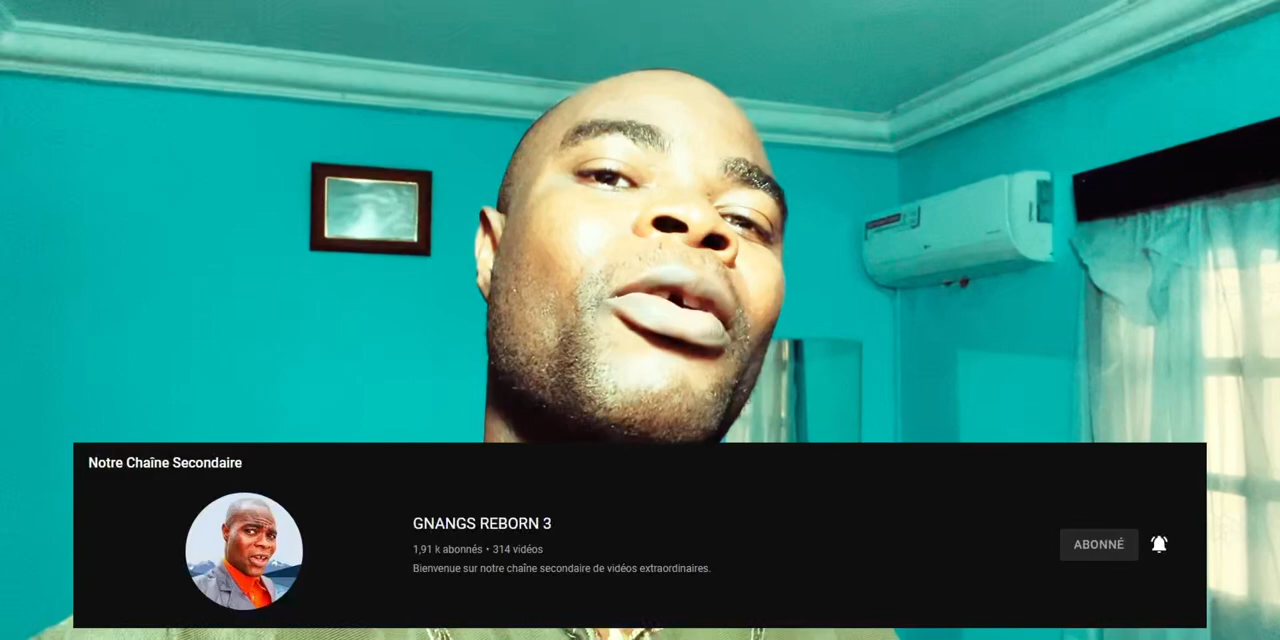 Notre Chaîne Secondaire
GNANGS REBORN 3
1,91 k abonnés • 314 vidéos
Bienvenue sur notre chaîne secondaire de vidéos extraordinaires.
ABONNÉ